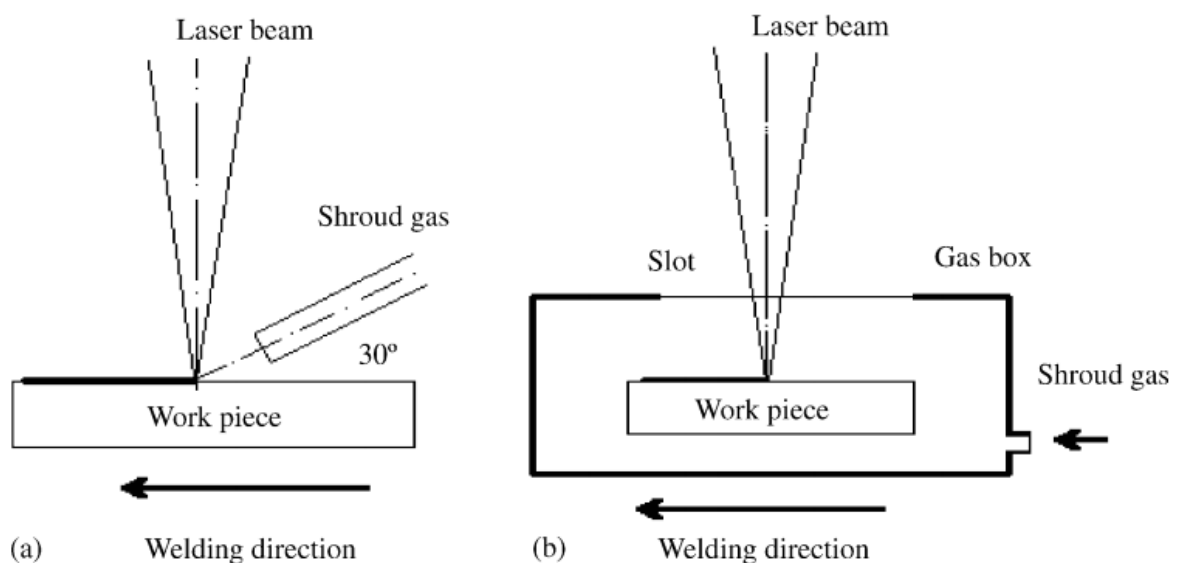 Laser beam
Shroud gas
30º
Work piece
(a) Welding direction
Laser beam
Slot
Gas box
Shroud gas
Work piece
(b) Welding direction